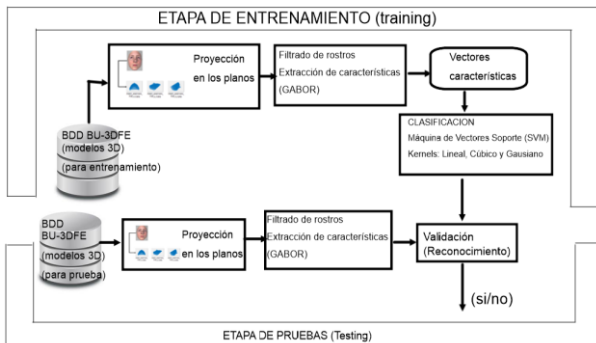 ETAPA DE ENTRENAMIENTO (training)
Proyección
en los planos
Filtrado de rostros
Extracción de características
(GABOR)
Vectores
características
BDD BU-3DFE
(modelos 3D)
(para entrenamiento)
CLASIFICACION
Máquina de Vectores Soporte (SVM)
Kernels: Lineal, Cúbico y Gausiano
BDD
BU-3DFE
(modelos 3D)
(para prueba)
Proyección
en los planos
Filtrado de rostros
Extracción de características
(GABOR)
Validación
(Reconocimiento)
(si/no)
ETAPA DE PRUEBAS (Testing)